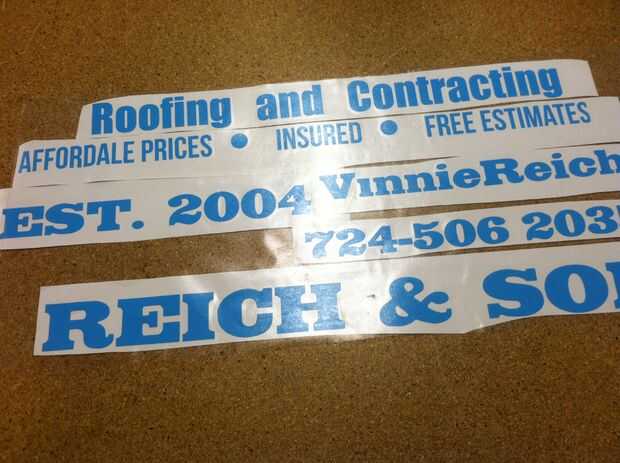 Roofing and Contracting
AFFORDALE PRICES • INSURED • FREE ESTIMATES
EST. 2004 VinnieReich
724-506 203
REICH & SO